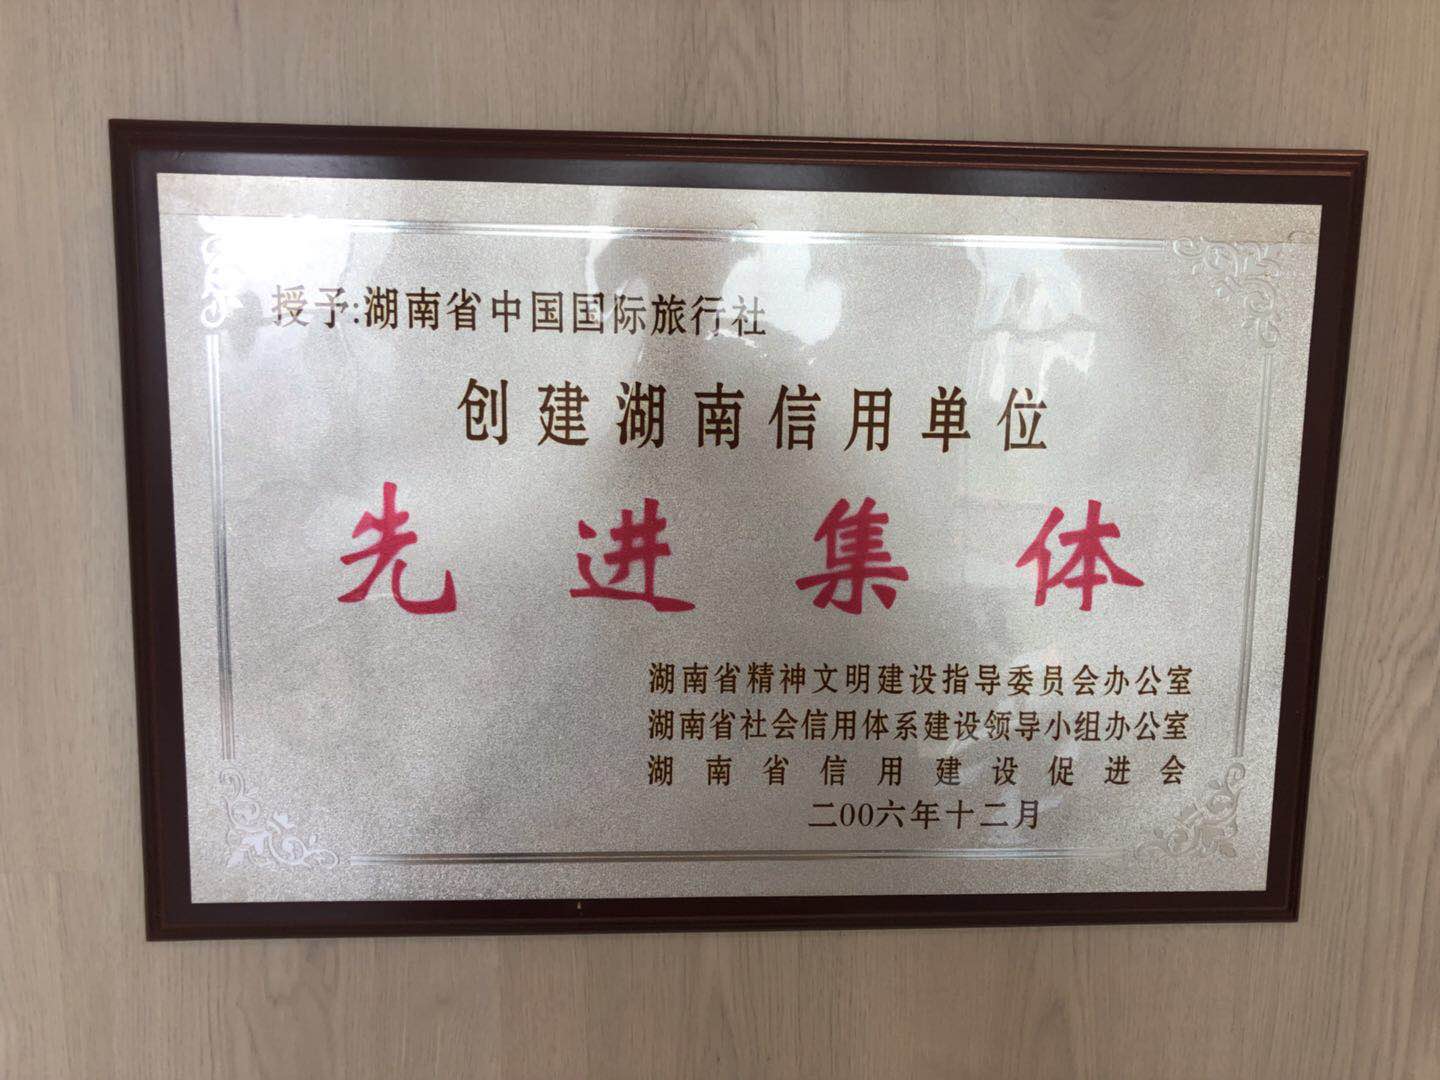 授予:湖南省中国国际旅行社
创建湖南信用单位
先进集体
湖南省精神文明建设指导委员会办公室
湖南省社会信用体系建设领导小组办公室
湖南省信用建设促进会
二00六年十二月